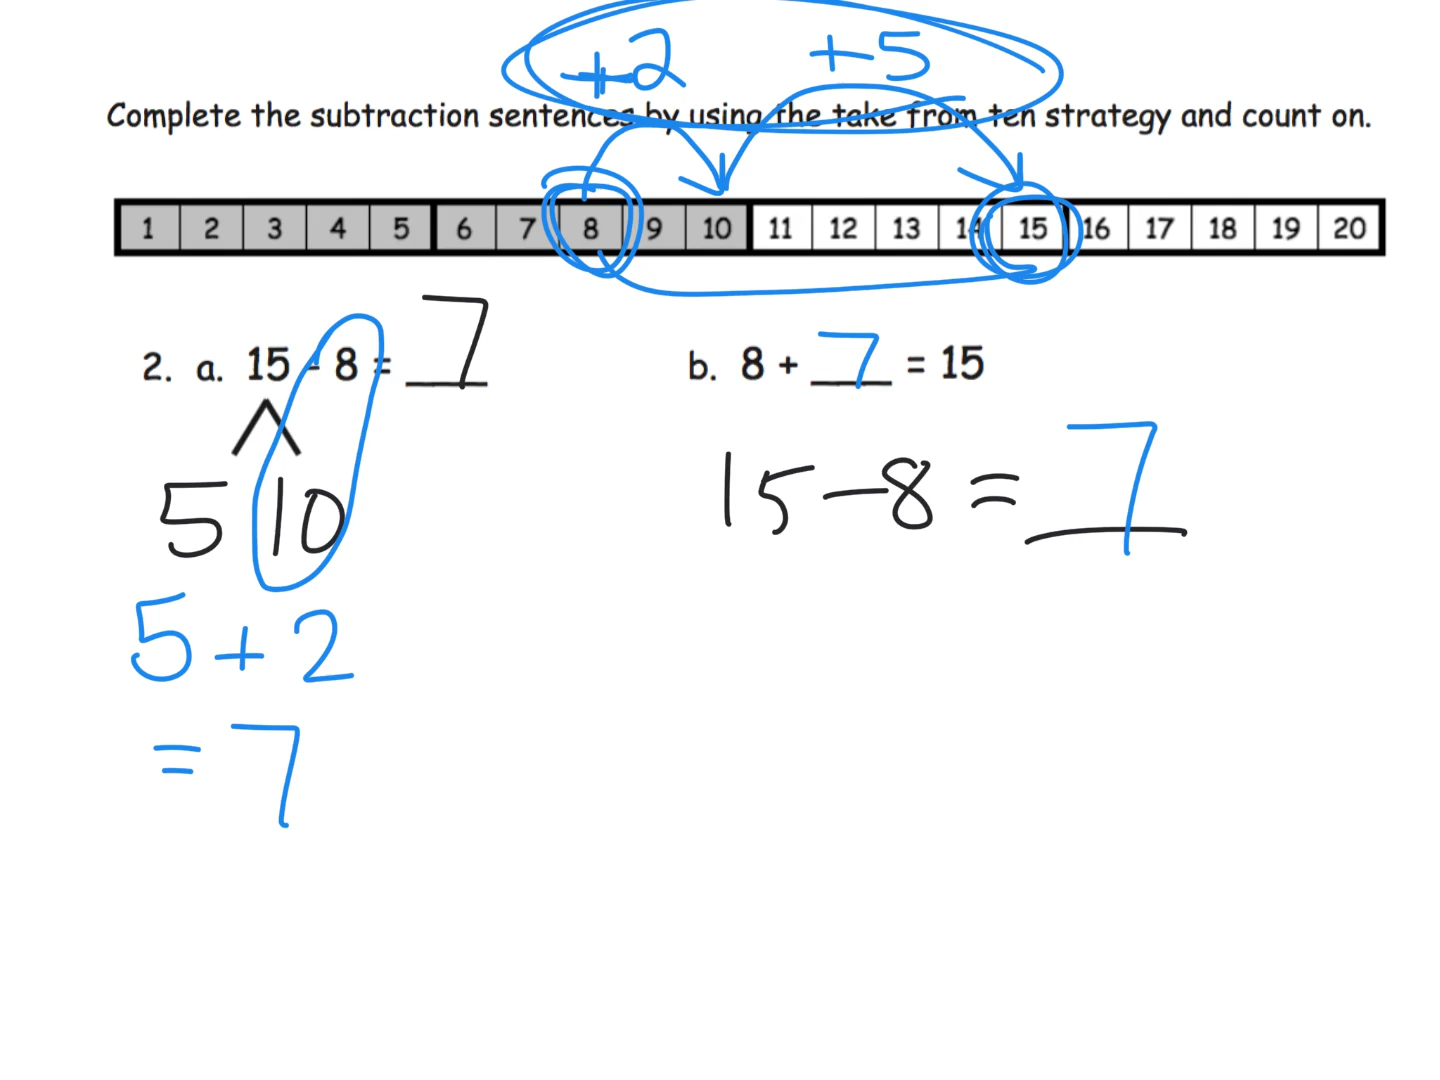 +2 +5
Complete the subtraction sentences by using the take from ten strategy and count on.
1 2 3 4 5 6 7 8 9 10 11 12 13 14 15 16 17 18 19 20
2. a. 15 - 8 = 7 b. 8 + 7 = 15
5 10 15 - 8 = 7
5 + 2
= 7